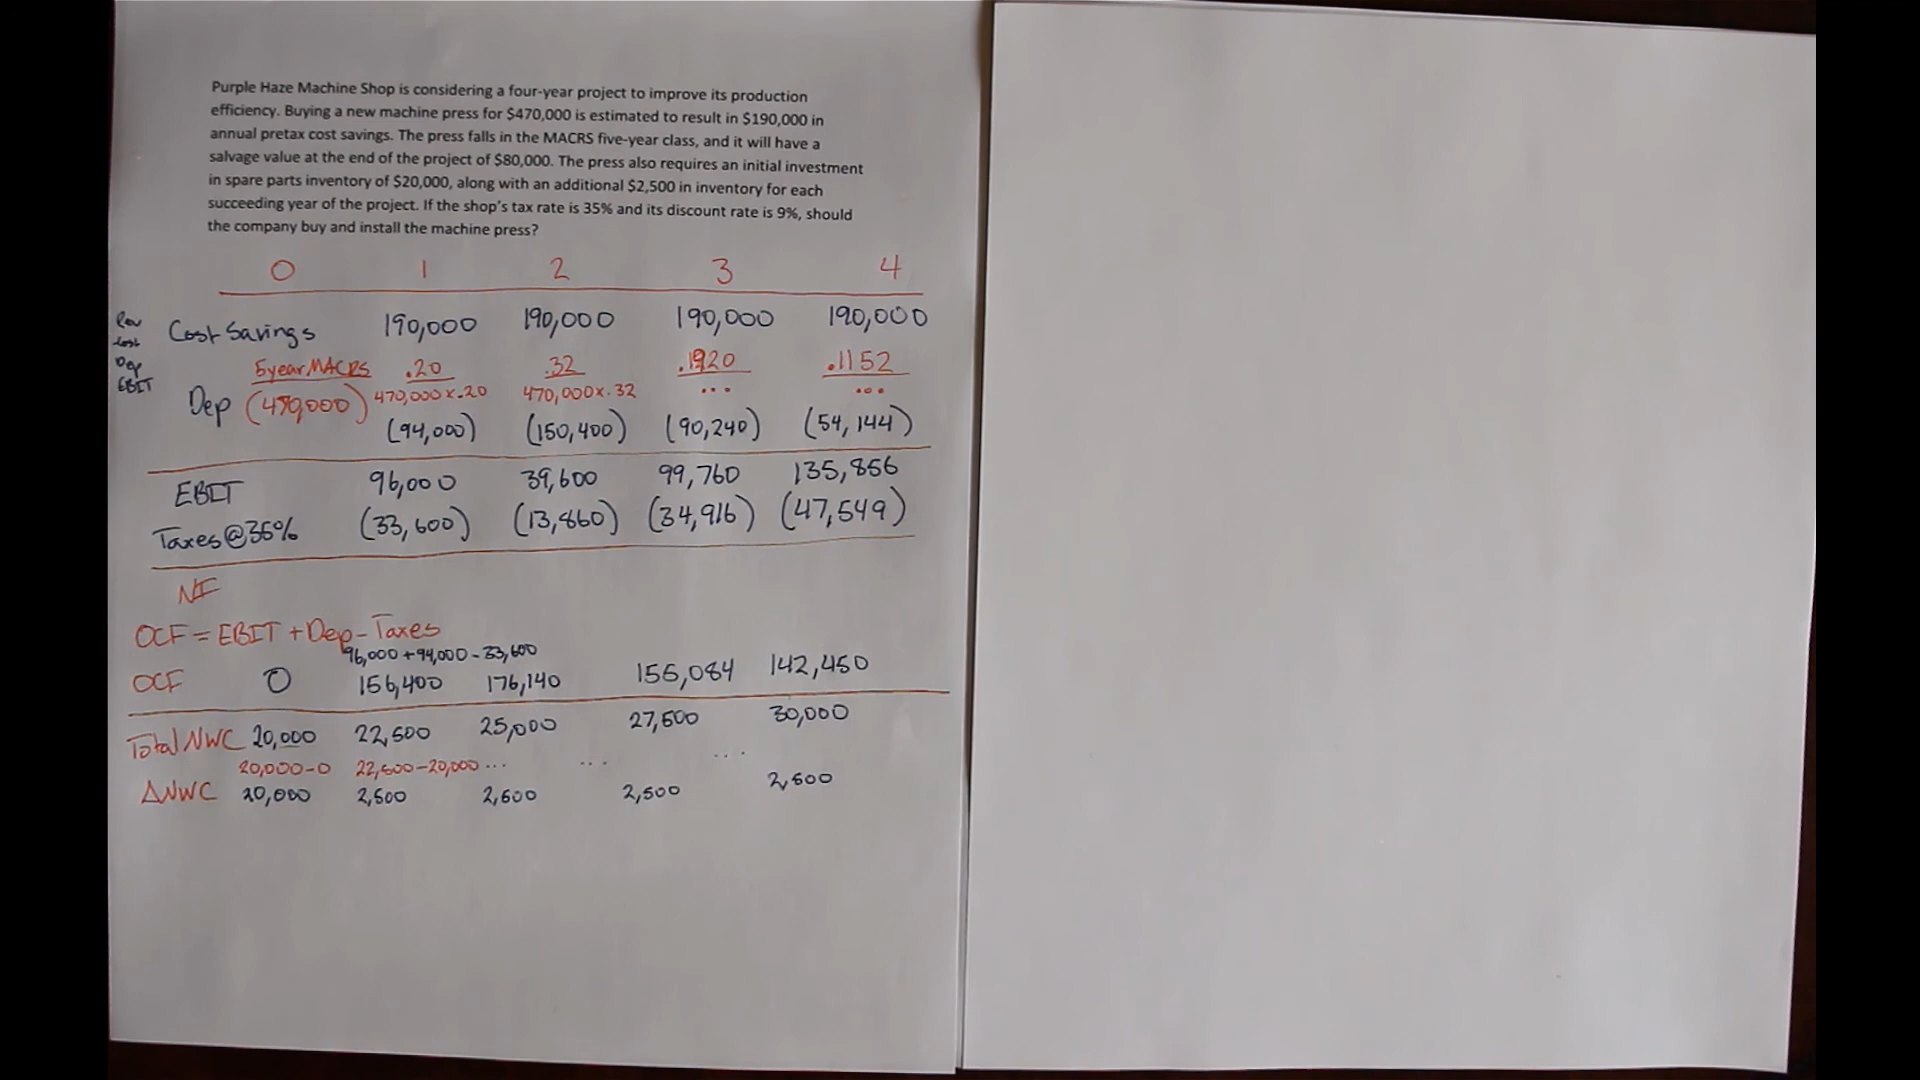 Purple Haze Machine Shop is considering a four-year project to improve its production
efficiency. Buying a new machine press for $470,000 is estimated to result in $190,000 in
annual pretax cost savings. The press falls in the MACRS five-year class, and it will have a
salvage value at the end of the project of $80,000. The press also requires an initial investment
in spare parts inventory of $20,000, along with an additional $2,500 in inventory for each
succeeding year of the project. If the shop's tax rate is 35% and its discount rate is 9%, should
the company buy and install the machine press?
0 1 2 3 4
Rev
Cost
Dep
EBIT
Cost Savings 190,000 190,000 190,000 190,000
5 year MACRS .20 .32 .1920 .1152
Dep (470,000) 470,000x.20 470,000x.32 ... ...
(94,000) (150,400) (90,240) (54,144)
EBIT 96,000 39,600 99,760 135,856
Taxes@35% (33,600) (13,860) (34,916) (47,549)
NI
OCF = EBIT + Dep - Taxes
96,000 + 94,000 - 33,600
OCF 0 156,400 176,140 155,084 142,450
Total NWC 20,000 22,500 25,000 27,500 30,000
20,000-0 22,500-20,000 ... ... ....
ΔNWC 20,000 2,500 2,500 2,500 2,500